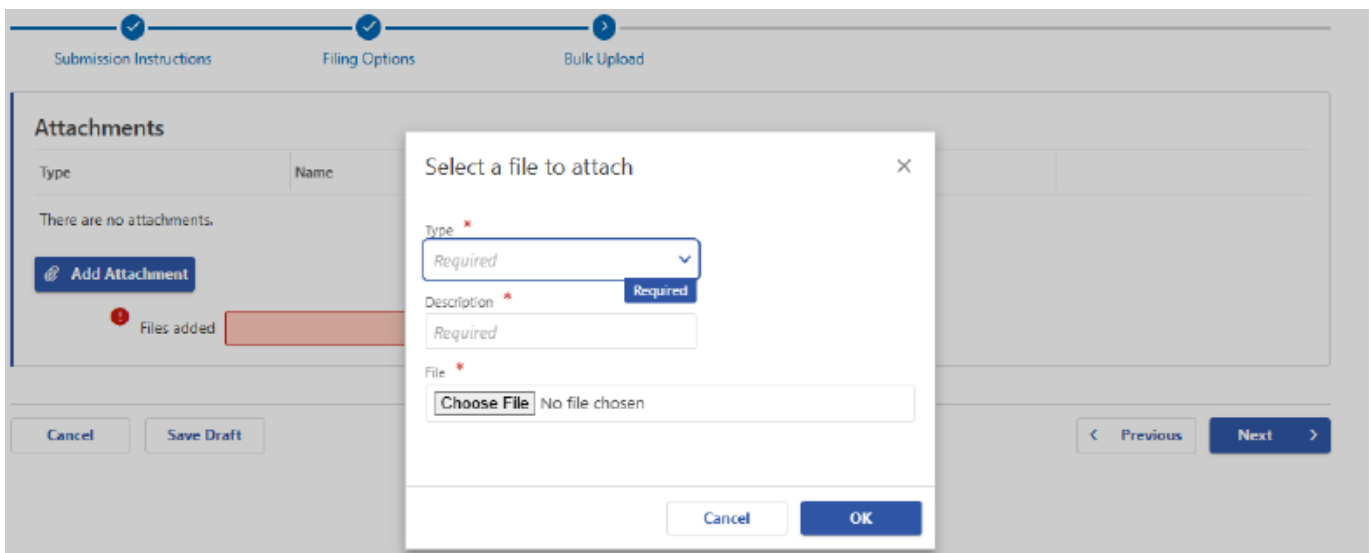 Submission Instructions Filing Options Bulk Upload
Attachments
Type Name
There are no attachments.
Add Attachment
Files added
Select a file to attach
Type *
Required
Required
Description *
Required
File *
Choose File No file chosen
Cancel OK
Cancel Save Draft Previous Next